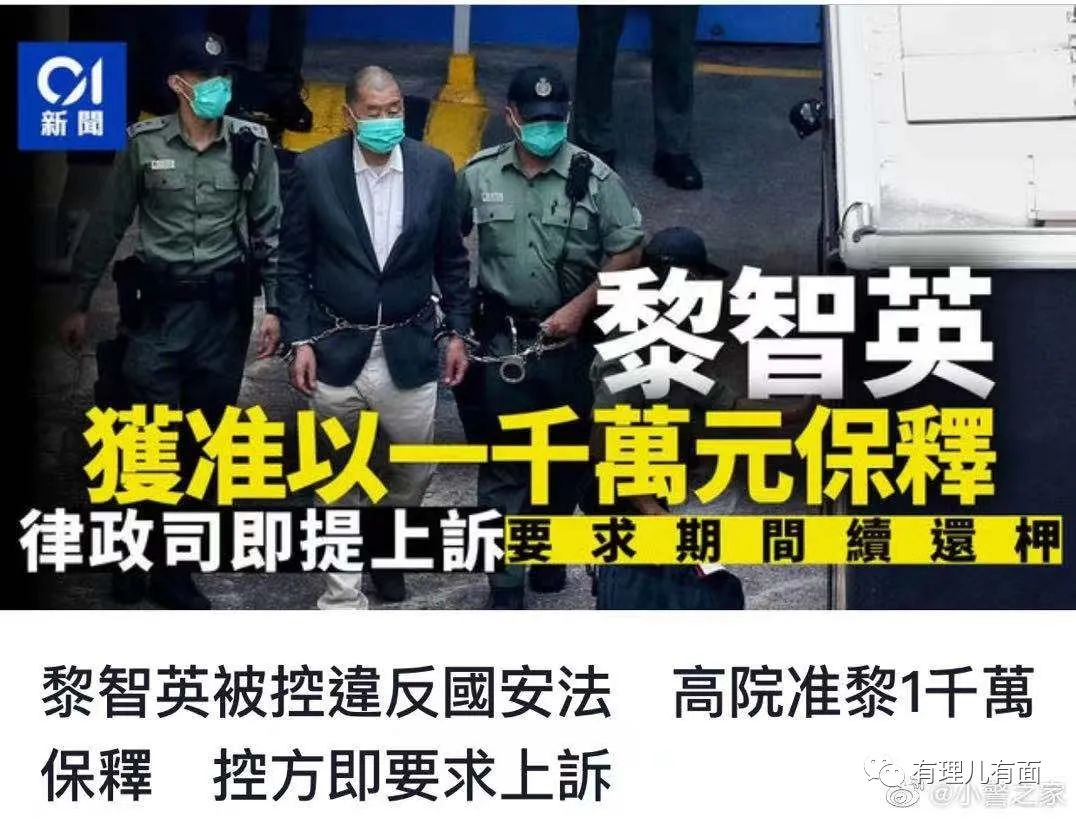 01
新聞
黎智英
獲准以一千萬元保釋
律政司即提上訴要求期間續還柙
黎智英被控違反國安法　高院准黎1千萬
保釋　控方即要求上訴
有理儿有面
@小警之家